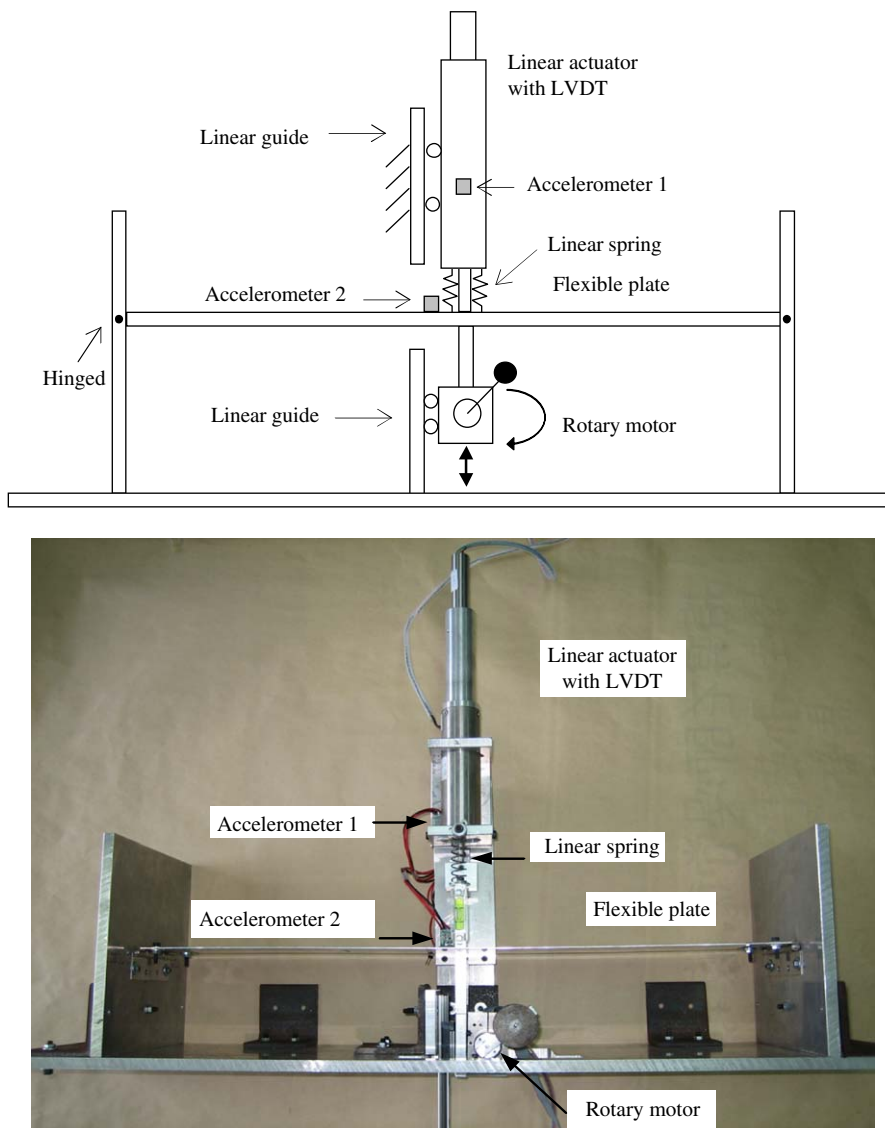 Linear actuator
with LVDT
Linear guide
Accelerometer 1
Linear spring
Accelerometer 2
Flexible plate
Hinged
Linear guide
Rotary motor
Linear actuator
with LVDT
Accelerometer 1
Linear spring
Accelerometer 2
Flexible plate
Rotary motor